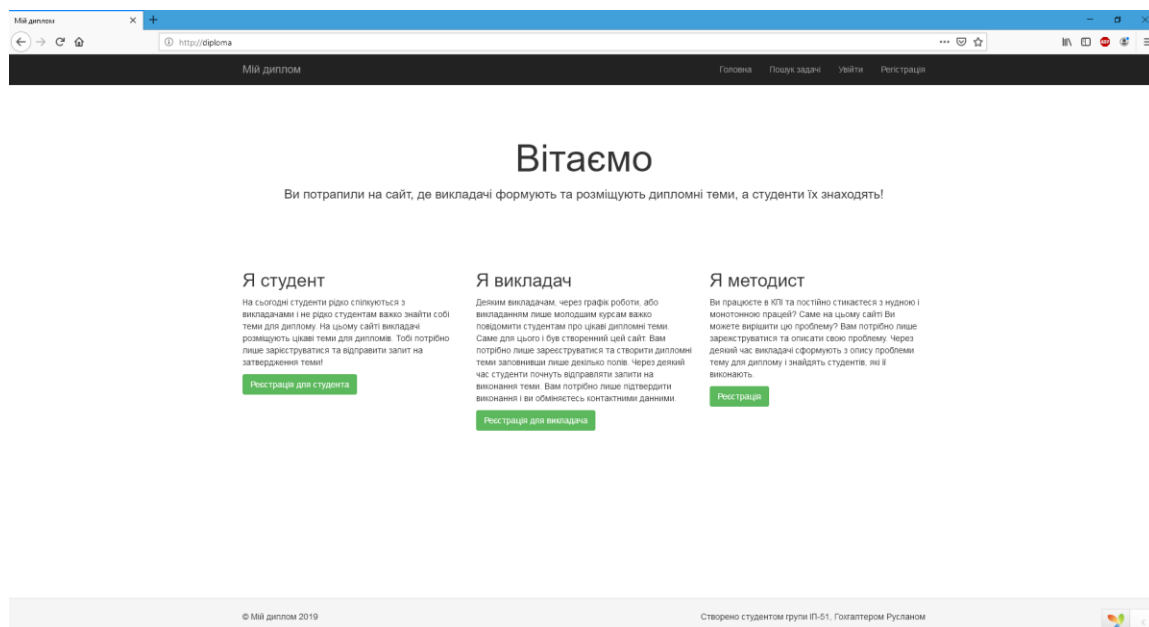 Мій диплом
http://diploma
Мій диплом
Головна Пошук задачі Увійти Регістрація
Вітаємо
Ви потрапили на сайт, де викладачі формують та розміщують дипломні теми, а студенти їх знаходять!
Я студент
На сьогодні студенти рідко спілкуються з
викладачами і не рідко студентам важко знайти собі
теми для диплому. На цьому сайті викладачі
розміщують цікаві теми для дипломів. Тобі потрібно
лише зарієструватися та відправити запит на
затвердження теми!
Реєстрація для студента
Я викладач
Деяким викладачам, через графік роботи, або
викладанням лише молодшим курсам важко
повідомити студентам про цікаві дипломні теми.
Саме для цього і був створенний цей сайт. Вам
потрібно лише зареєструватися та створити дипломні
теми заповнивши лише декілько полів. Через деякий
час студенти почнуть відправляти запити на
виконання теми. Вам потрібно лише підтвердити
виконання і ви обміняєтесь контактними данними.
Реєстрація для викладача
Я методист
Ви працюєте в КПІ та постійно стикаєтеся з нудною і
монотонною працей? Саме на цьому сайті Ви
можете вирішити цю проблему? Вам потрібно лише
зарежструватися та описати свою проблему. Через
деякий час викладачі сформують з опису проблеми
тему для диплому і знайдять студентів, які її
виконають.
Реєстрація
© Мій диплом 2019
Створено студентом групи ІП-51, Гохгалтером Русланом